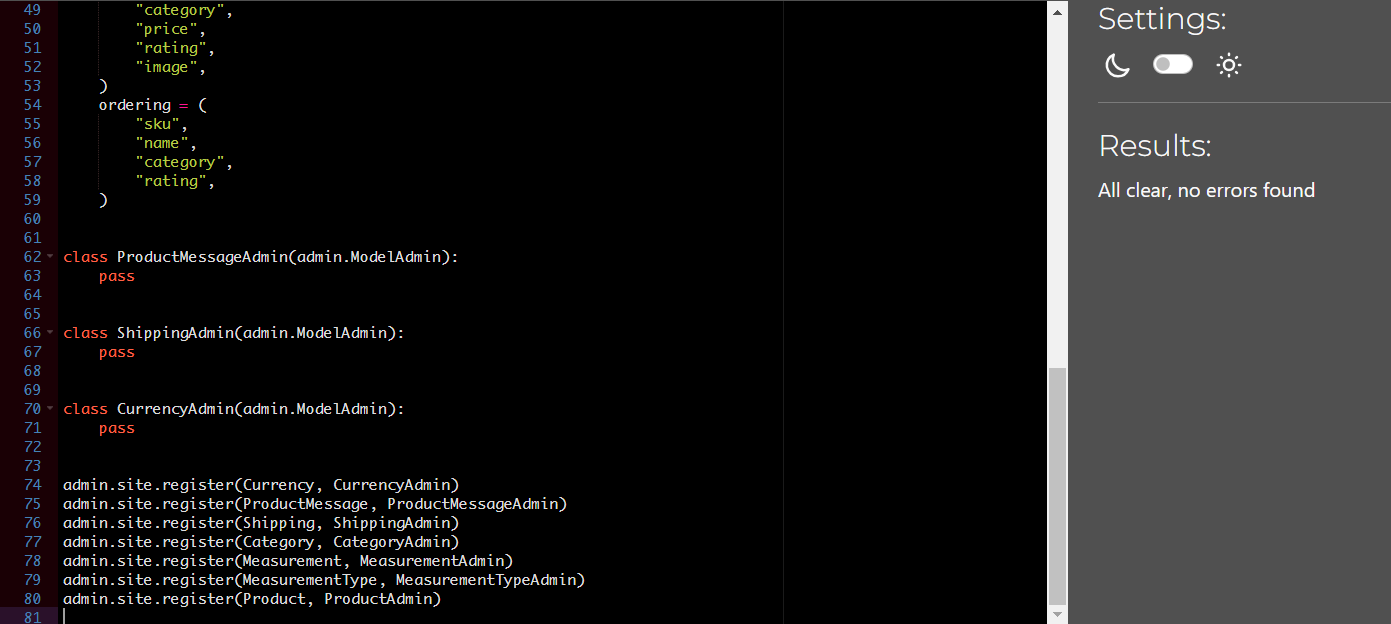 49 "category",
50 "price",
51 "rating",
52 "image",
53 )
54 ordering = (
55 "sku",
56 "name",
57 "category",
58 "rating",
59 )
60
61
62 class ProductMessageAdmin(admin.ModelAdmin):
63 pass
64
65
66 class ShippingAdmin(admin.ModelAdmin):
67 pass
68
69
70 class CurrencyAdmin(admin.ModelAdmin):
71 pass
72
73
74 admin.site.register(Currency, CurrencyAdmin)
75 admin.site.register(ProductMessage, ProductMessageAdmin)
76 admin.site.register(Shipping, ShippingAdmin)
77 admin.site.register(Category, CategoryAdmin)
78 admin.site.register(Measurement, MeasurementAdmin)
79 admin.site.register(MeasurementType, MeasurementTypeAdmin)
80 admin.site.register(Product, ProductAdmin)
81
Settings:
Results:
All clear, no errors found